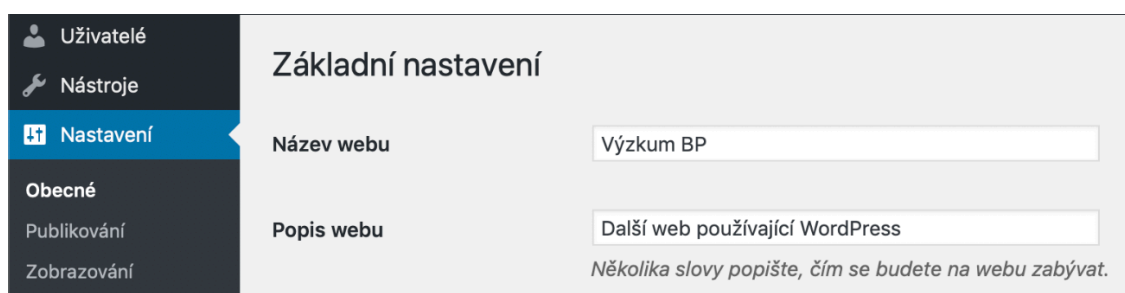 Uživatelé
Nástroje
Nastavení
Obecné
Publikování
Zobrazování
Základní nastavení
Název webu
Výzkum BP
Popis webu
Další web používající WordPress
Několika slovy popište, čím se budete na webu zabývat.